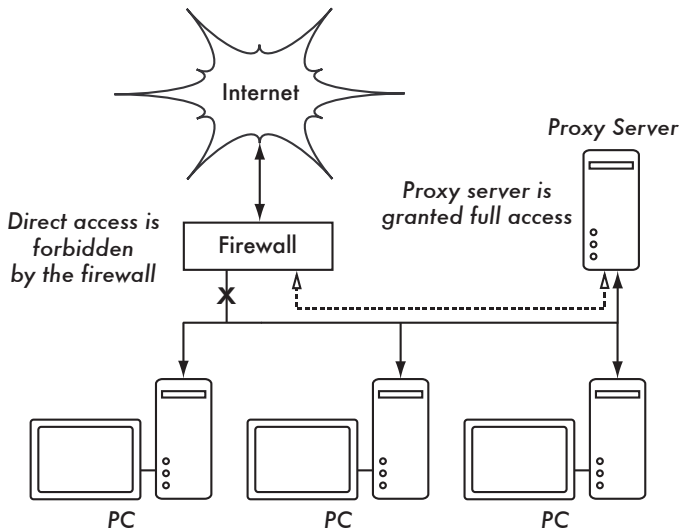 Internet
Proxy Server
Proxy server is
granted full access
Direct access is
forbidden
by the firewall
Firewall
X
PC
PC
PC